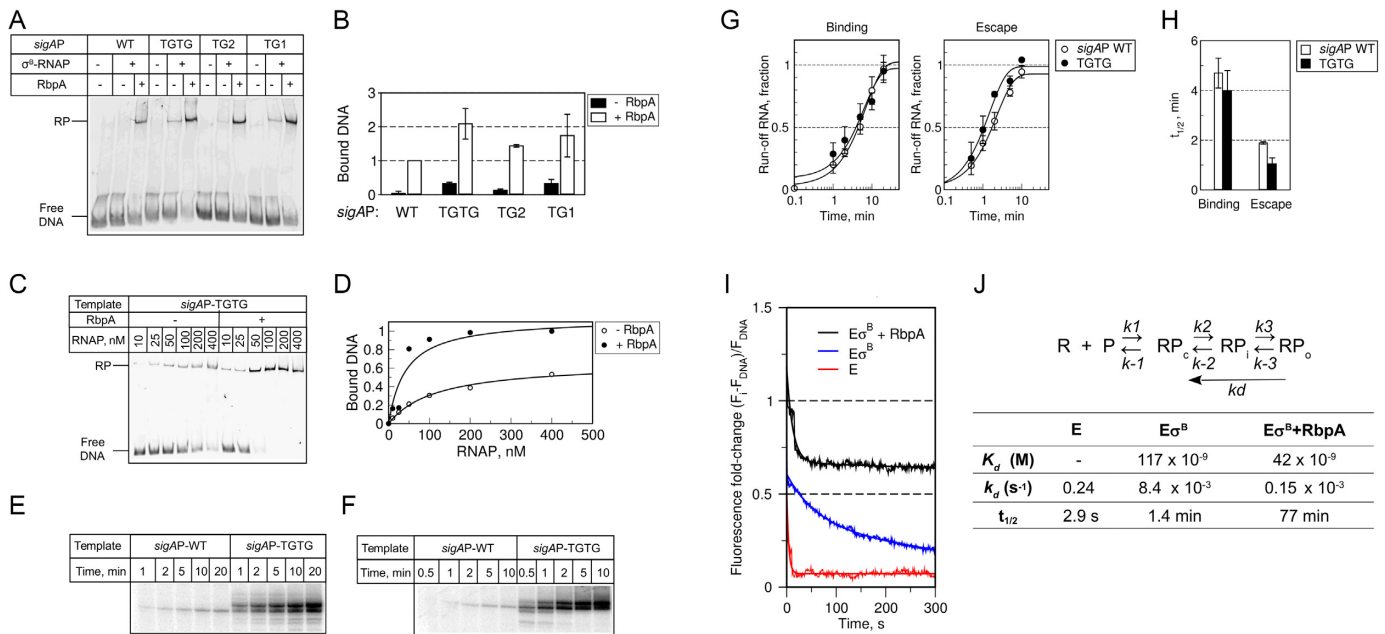 A
sigAP WT TGTG TG2 TG1
σᴮ-RNAP - + + - + + - + + - + +
RbpA - - + - - + - - + - - +
RP
Free
DNA
B
Bound DNA
3
2
1
0
- RbpA
+ RbpA
sigAP: WT TGTG TG2 TG1
C
Template sigAP-TGTG
RbpA - +
RNAP, nM 10 25 50 100 200 400 10 25 50 100 200 400
RP
Free
DNA
D
Bound DNA
1
0.8
0.6
0.4
0.2
0
0 100 200 300 400 500
RNAP, nM
- RbpA
+ RbpA
E
Template sigAP-WT sigAP-TGTG
Time, min 1 2 5 10 20 1 2 5 10 20
F
Template sigAP-WT sigAP-TGTG
Time, min 0.5 1 2 5 10 0.5 1 2 5 10
G
Binding
Run-off RNA, fraction
1
0.5
0
0.1 1 10
Time, min
Escape
Run-off RNA, fraction
1
0.5
0
0.1 1 10
Time, min
sigAP WT
TGTG
H
t1/2, min
6
4
2
0
Binding Escape
sigAP WT
TGTG
I
Fluorescence fold-change (Fi-FDNA)/FDNA
1.5
1
0.5
0
0 100 200 300
Time, s
Eσᴮ + RbpA
Eσᴮ
E
J
k1 k2 k3
R + P RPc RPi RPo
k-1 k-2 k-3
kd
E Eσᴮ Eσᴮ+RbpA
Kd (M) - 117 x 10⁻⁹ 42 x 10⁻⁹
kd (s⁻¹) 0.24 8.4 x 10⁻³ 0.15 x 10⁻³
t1/2 2.9 s 1.4 min 77 min